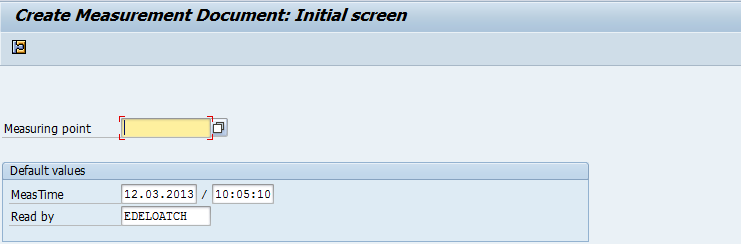 Create Measurement Document: Initial screen
Measuring point
Default values
MeasTime 12.03.2013 / 10:05:10
Read by EDELOATCH